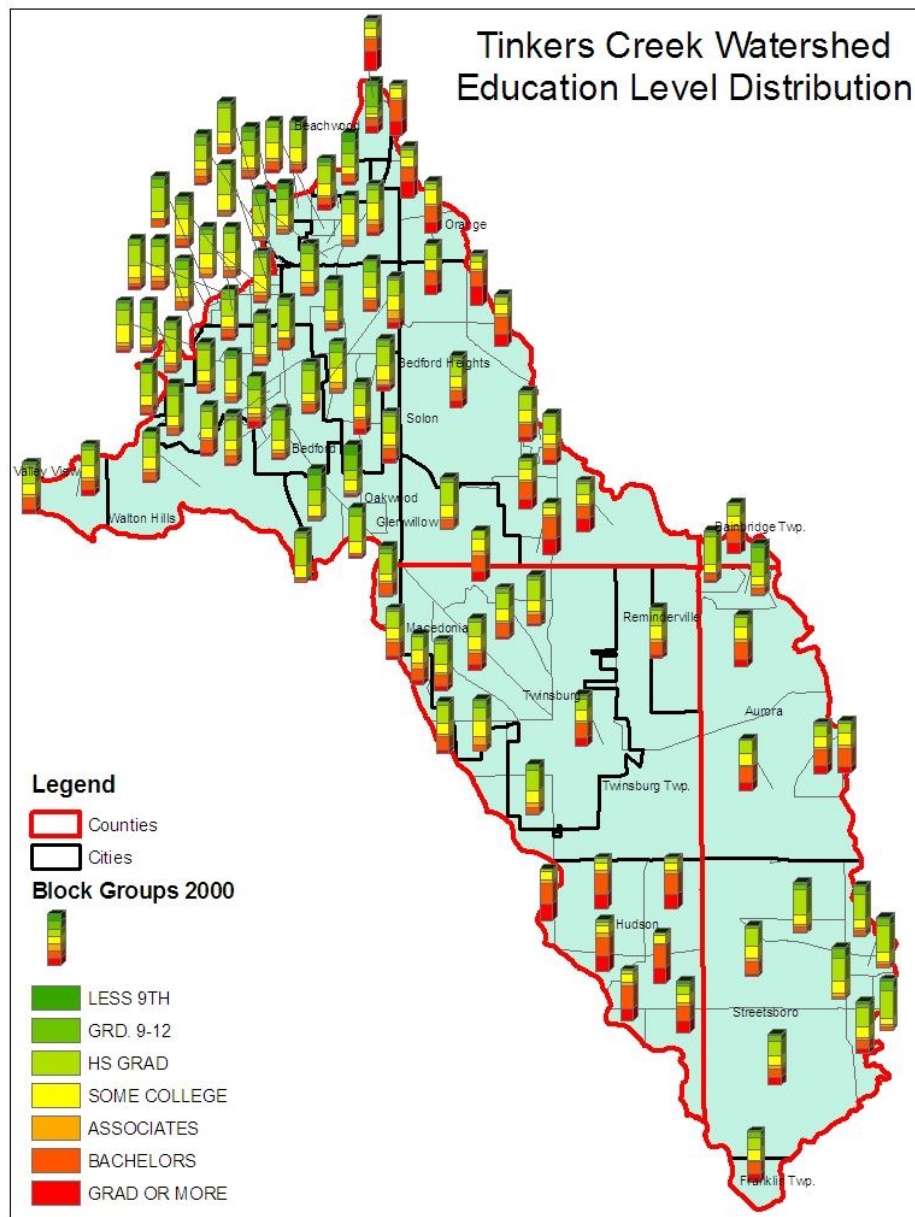 Tinkers Creek Watershed
Education Level Distribution
Beachwood
Orange
Bedford Heights
Solon
Bedford
Valley View
Oakwood
Walton Hills
Glenwillow
Bainbridge Twp.
Reminderville
Macedonia
Twinsburg
Aurora
Twinsburg Twp.
Legend
Counties
Cities
Block Groups 2000
Hudson
LESS 9TH
GRD. 9-12
HS GRAD
Streetsboro
SOME COLLEGE
ASSOCIATES
BACHELORS
Franklin Twp.
GRAD OR MORE